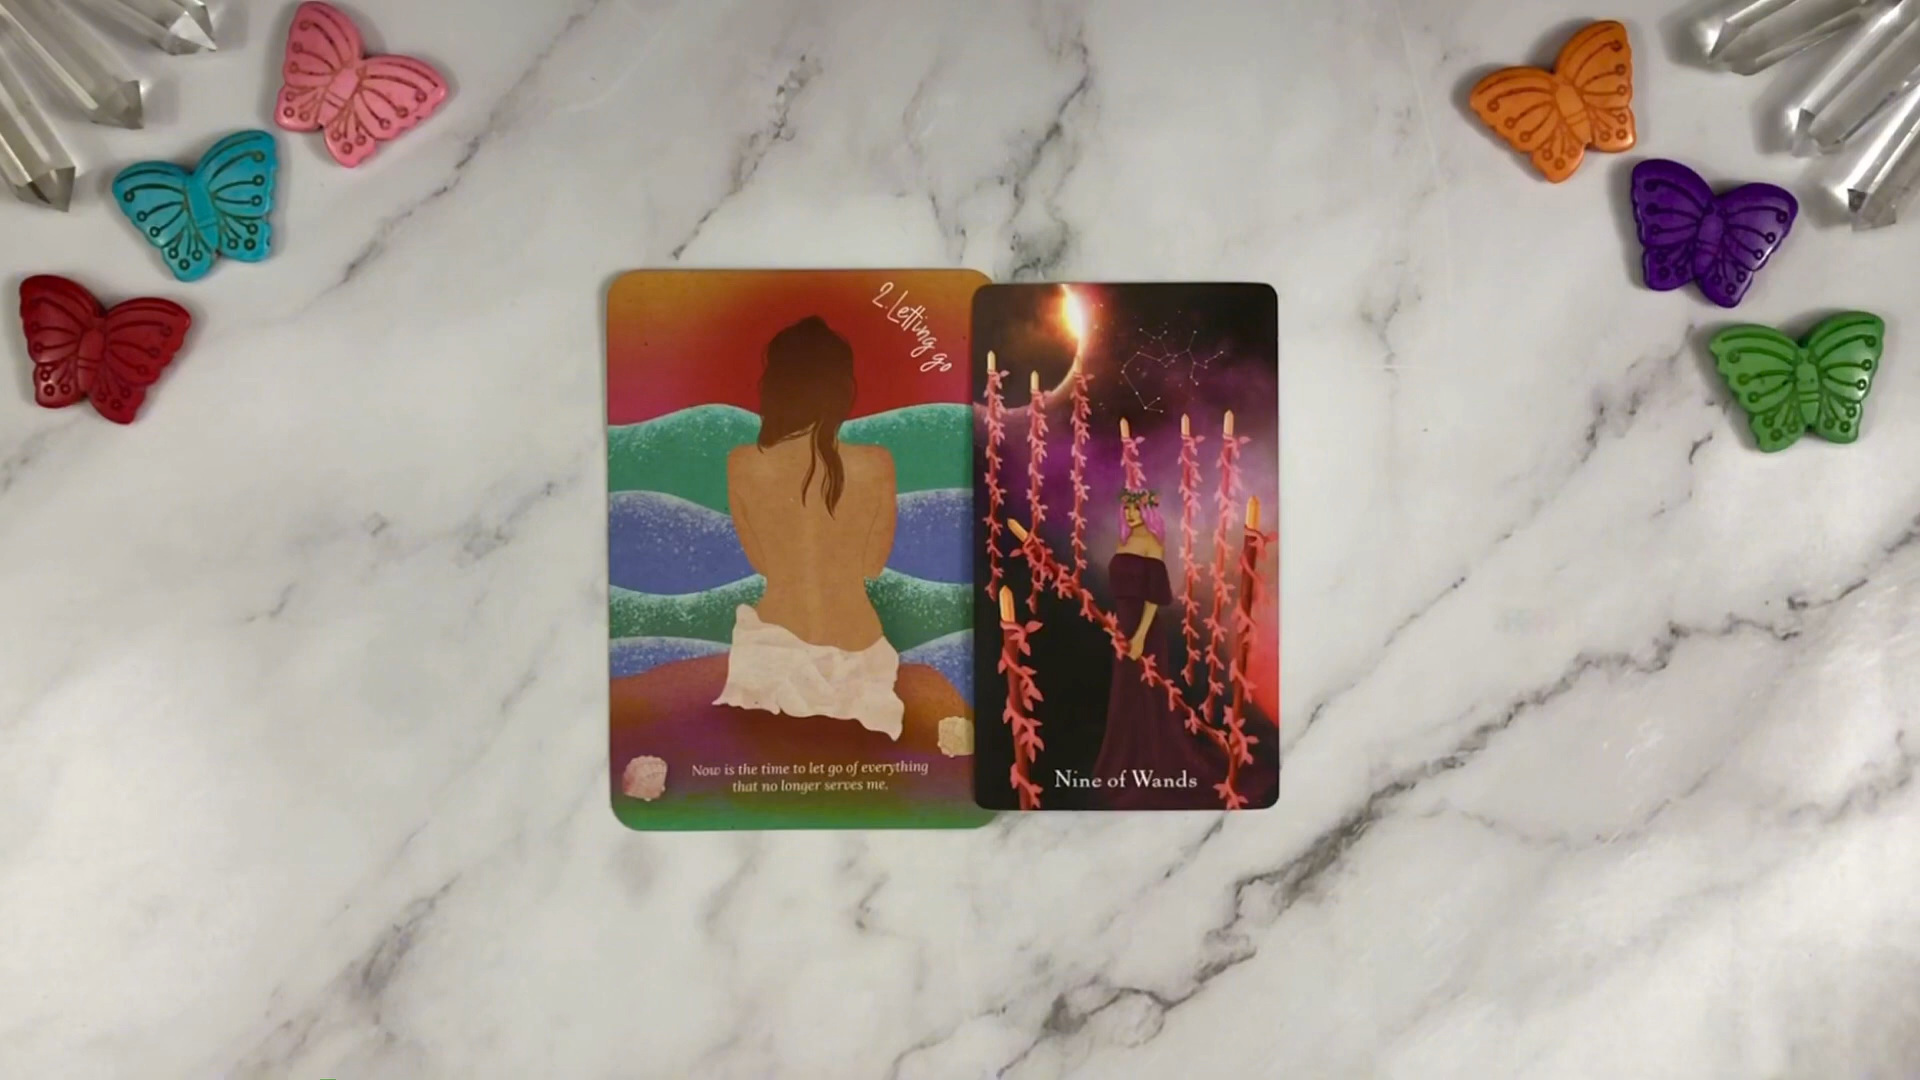 2. Letting go
Now is the time to let go of everything
that no longer serves me.
Nine of Wands